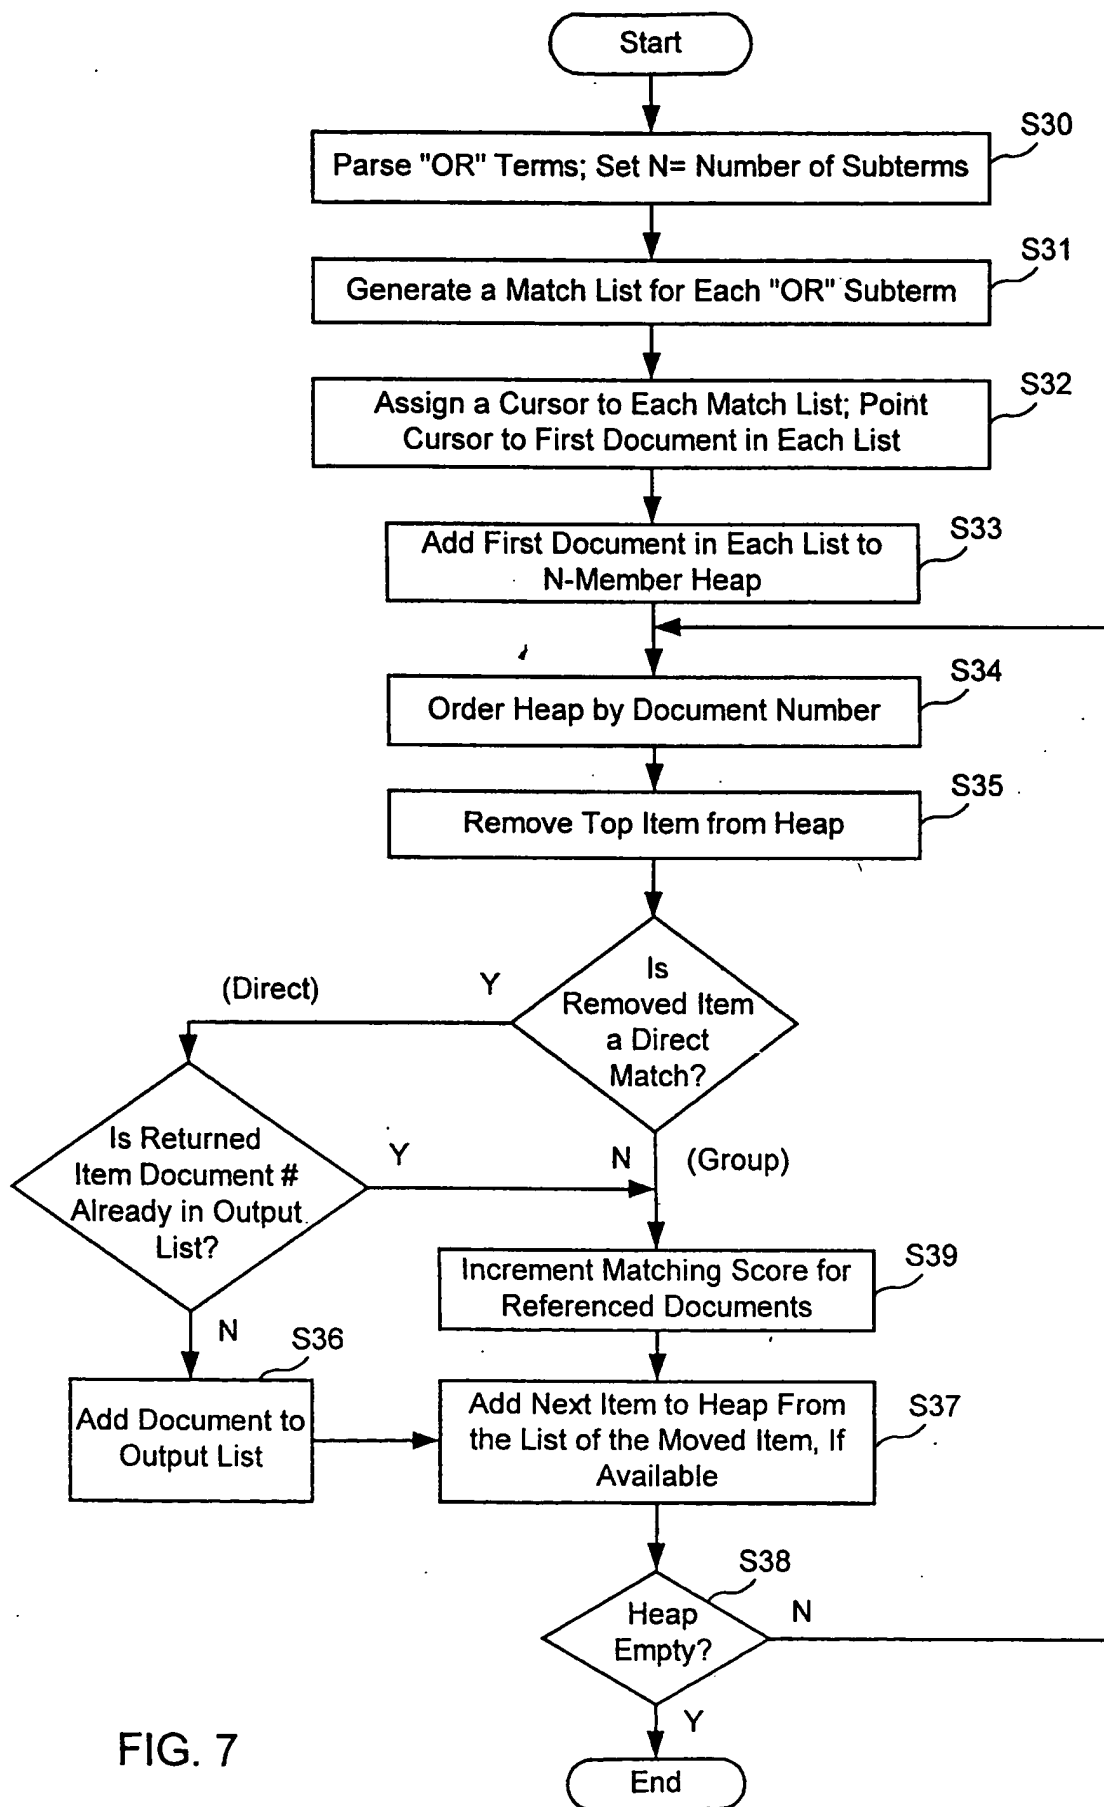 Start
S30
Parse "OR" Terms; Set N= Number of Subterms
S31
Generate a Match List for Each "OR" Subterm
S32
Assign a Cursor to Each Match List; Point
Cursor to First Document in Each List
S33
Add First Document in Each List to
N-Member Heap
S34
Order Heap by Document Number
S35
Remove Top Item from Heap
Is
Removed Item
a Direct
Match?
(Direct)
Y
Is Returned
Item Document #
Already in Output
List?
Y
N
(Group)
S39
Increment Matching Score for
Referenced Documents
N
S36
Add Document to
Output List
S37
Add Next Item to Heap From
the List of the Moved Item, If
Available
S38
Heap
Empty?
N
Y
FIG. 7
End